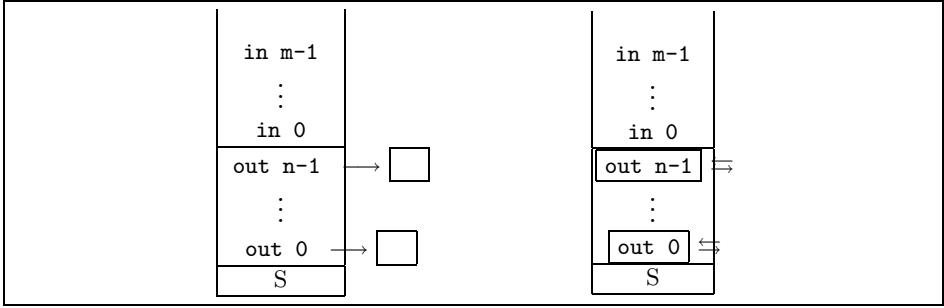 in m-1
⋮
in 0
out n-1
⋮
out 0
S
in m-1
⋮
in 0
out n-1
⋮
out 0
S